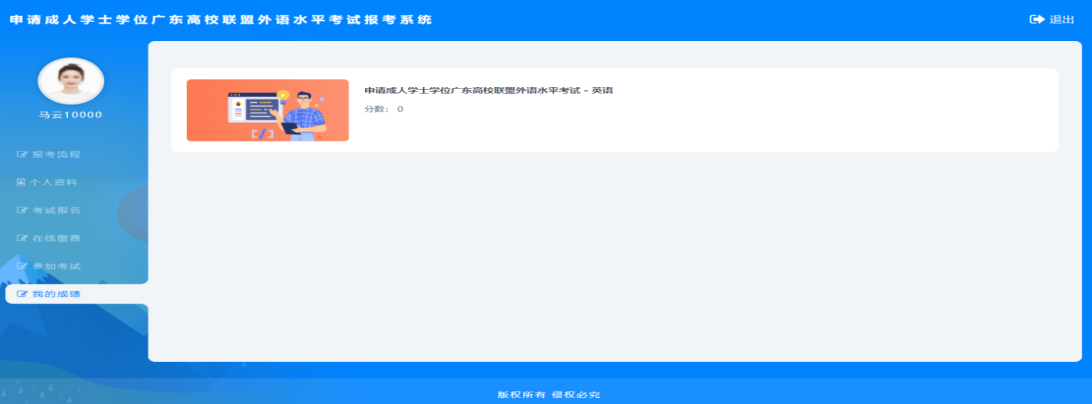 申请成人学士学位广东高校联盟外语水平考试报考系统
退出
马云10000
报考流程
个人资料
考试报名
在线缴费
参加考试
我的成绩
申请成人学士学位广东高校联盟外语水平考试 - 英语
分数： 0
版权所有 侵权必究